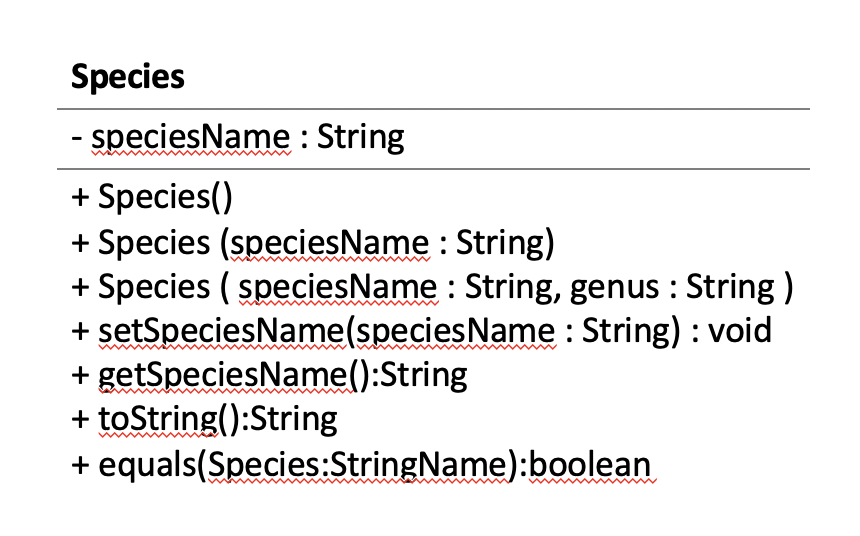 Species
- speciesName : String
+ Species()
+ Species (speciesName : String)
+ Species ( speciesName : String, genus : String )
+ setSpeciesName(speciesName : String) : void
+ getSpeciesName():String
+ toString():String
+ equals(Species:StringName):boolean